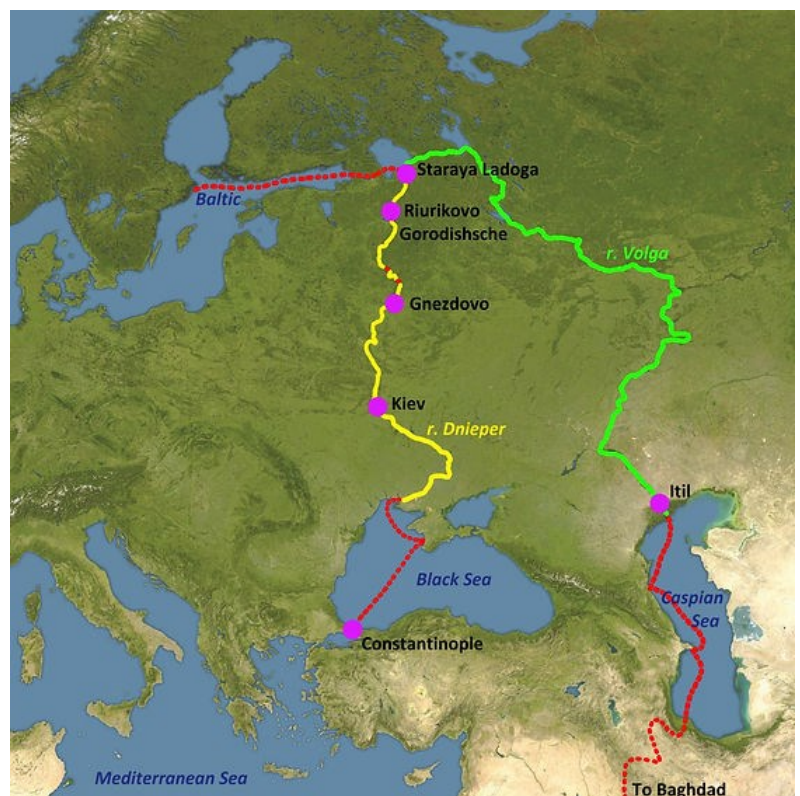 Staraya Ladoga
Baltic
Riurikovo
Gorodishsche
r. Volga
Gnezdovo
Kiev
r. Dnieper
Itil
Black Sea
Caspian
Sea
Constantinople
Mediterranean Sea
To Baghdad